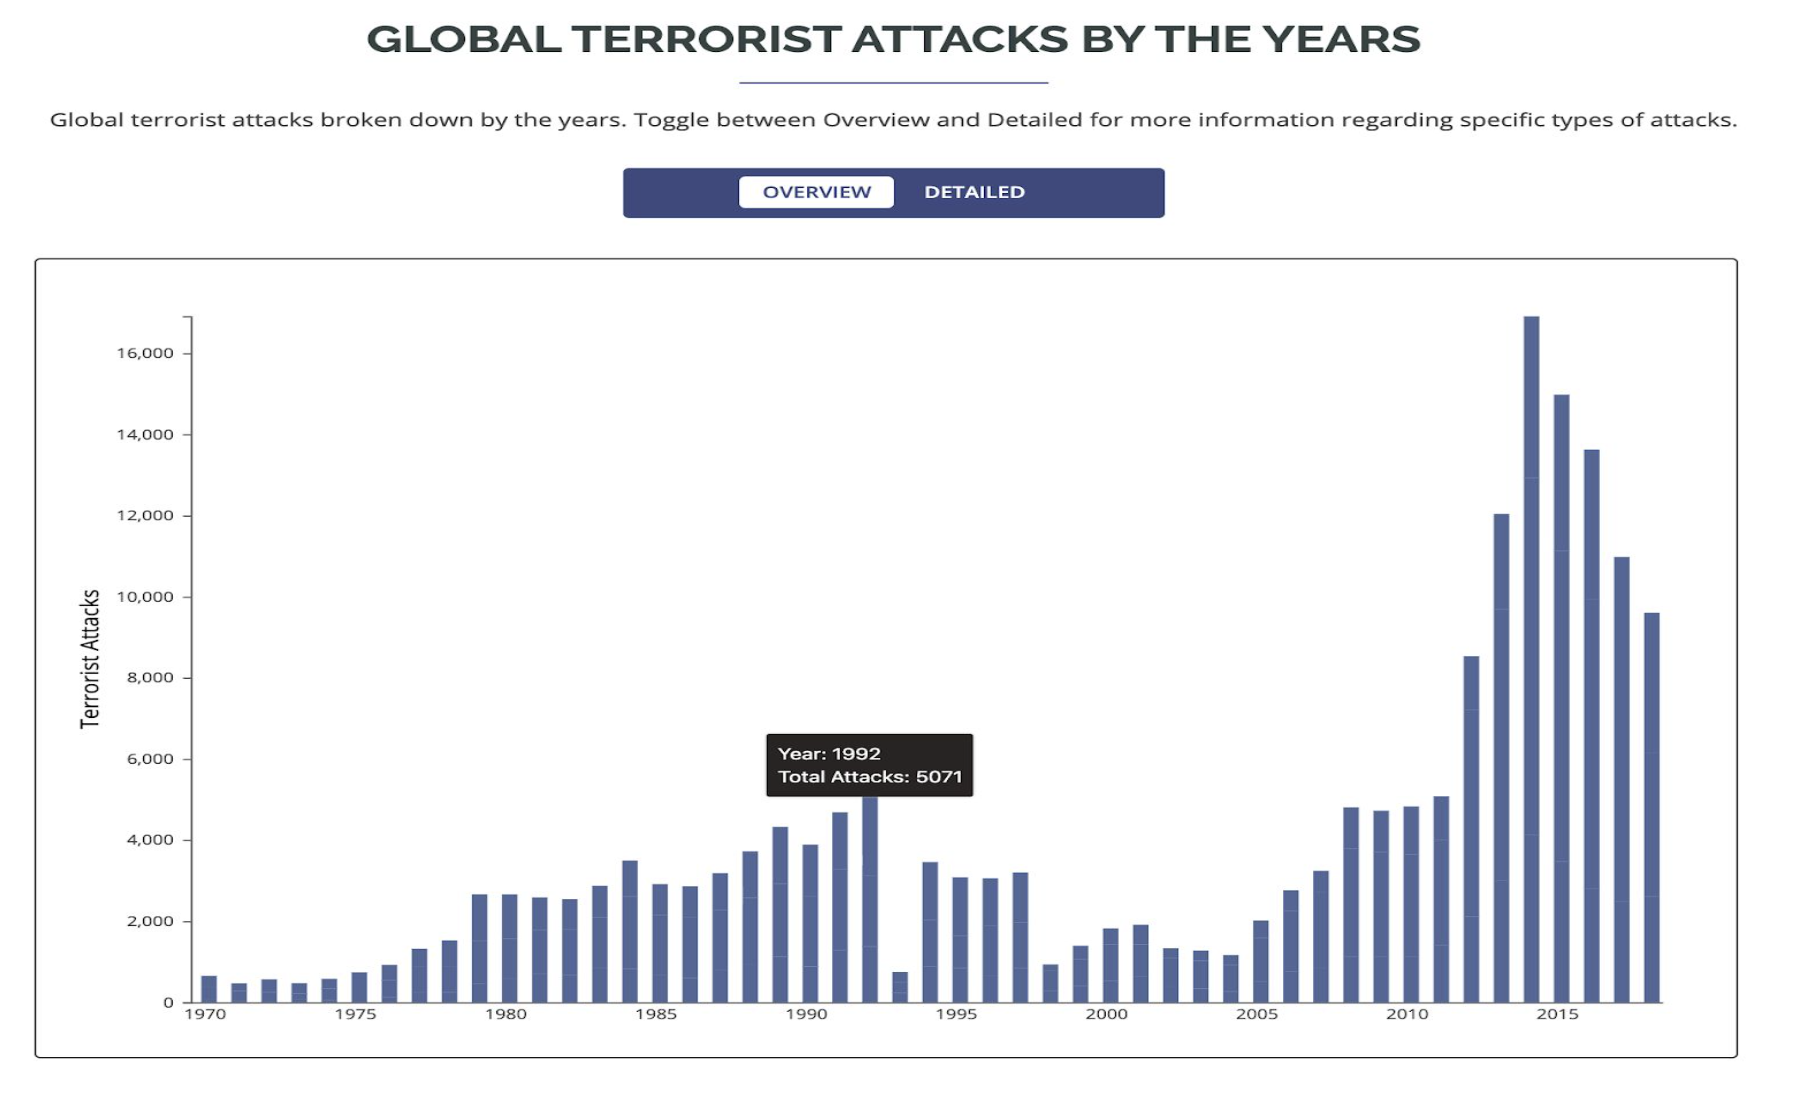 GLOBAL TERRORIST ATTACKS BY THE YEARS
Global terrorist attacks broken down by the years. Toggle between Overview and Detailed for more information regarding specific types of attacks.
OVERVIEW DETAILED
Terrorist Attacks
16,000
14,000
12,000
10,000
8,000
6,000
4,000
2,000
0
Year: 1992
Total Attacks: 5071
1970 1975 1980 1985 1990 1995 2000 2005 2010 2015